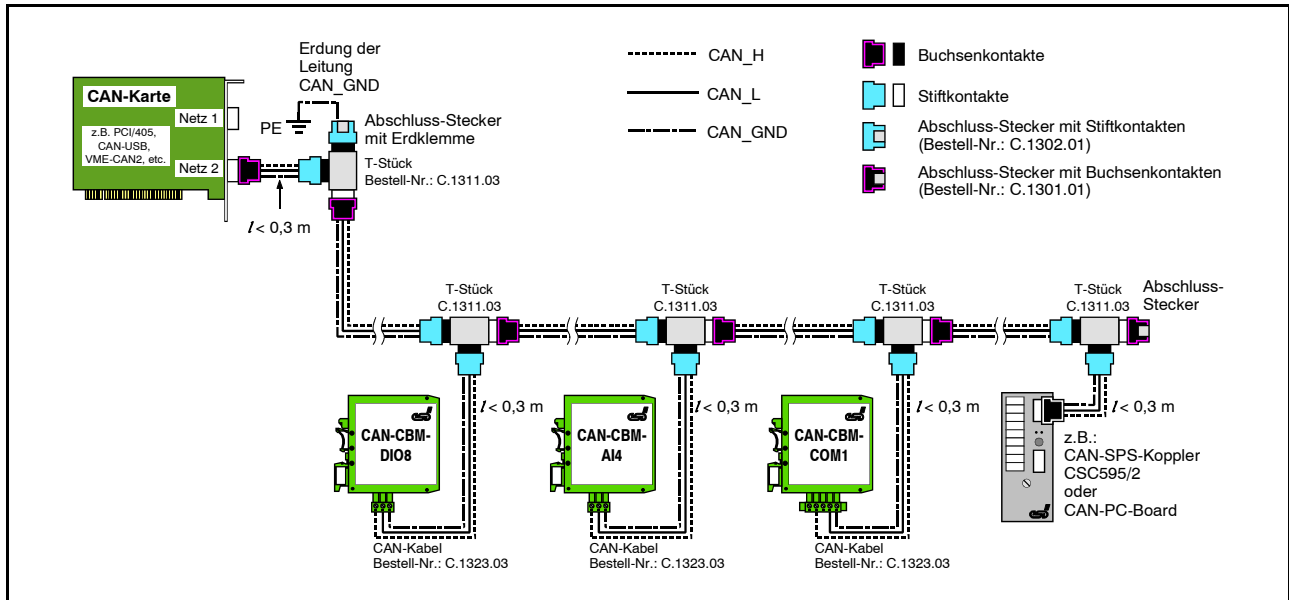 Erdung der
Leitung
CAN_GND
CAN-Karte
Netz 1
z.B. PCI/405,
CAN-USB,
VME-CAN2, etc.
Netz 2
PE
Abschluss-Stecker
mit Erdklemme
T-Stück
Bestell-Nr.: C.1311.03
l < 0,3 m
CAN_H
CAN_L
CAN_GND
Buchsenkontakte
Stiftkontakte
Abschluss-Stecker mit Stiftkontakten
(Bestell-Nr.: C.1302.01)
Abschluss-Stecker mit Buchsenkontakten
(Bestell-Nr.: C.1301.01)
T-Stück
C.1311.03
T-Stück
C.1311.03
T-Stück
C.1311.03
T-Stück
C.1311.03
Abschluss-
Stecker
l < 0,3 m
l < 0,3 m
l < 0,3 m
l < 0,3 m
esd
CAN-CBM-
DIO8
esd
CAN-CBM-
AI4
esd
CAN-CBM-
COM1
z.B.:
CAN-SPS-Koppler
CSC595/2
oder
CAN-PC-Board
esd
CAN-Kabel
Bestell-Nr.: C.1323.03
CAN-Kabel
Bestell-Nr.: C.1323.03
CAN-Kabel
Bestell-Nr.: C.1323.03